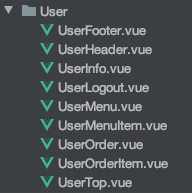 User
UserFooter.vue
UserHeader.vue
UserInfo.vue
UserLogout.vue
UserMenu.vue
UserMenuItem.vue
UserOrder.vue
UserOrderItem.vue
UserTop.vue